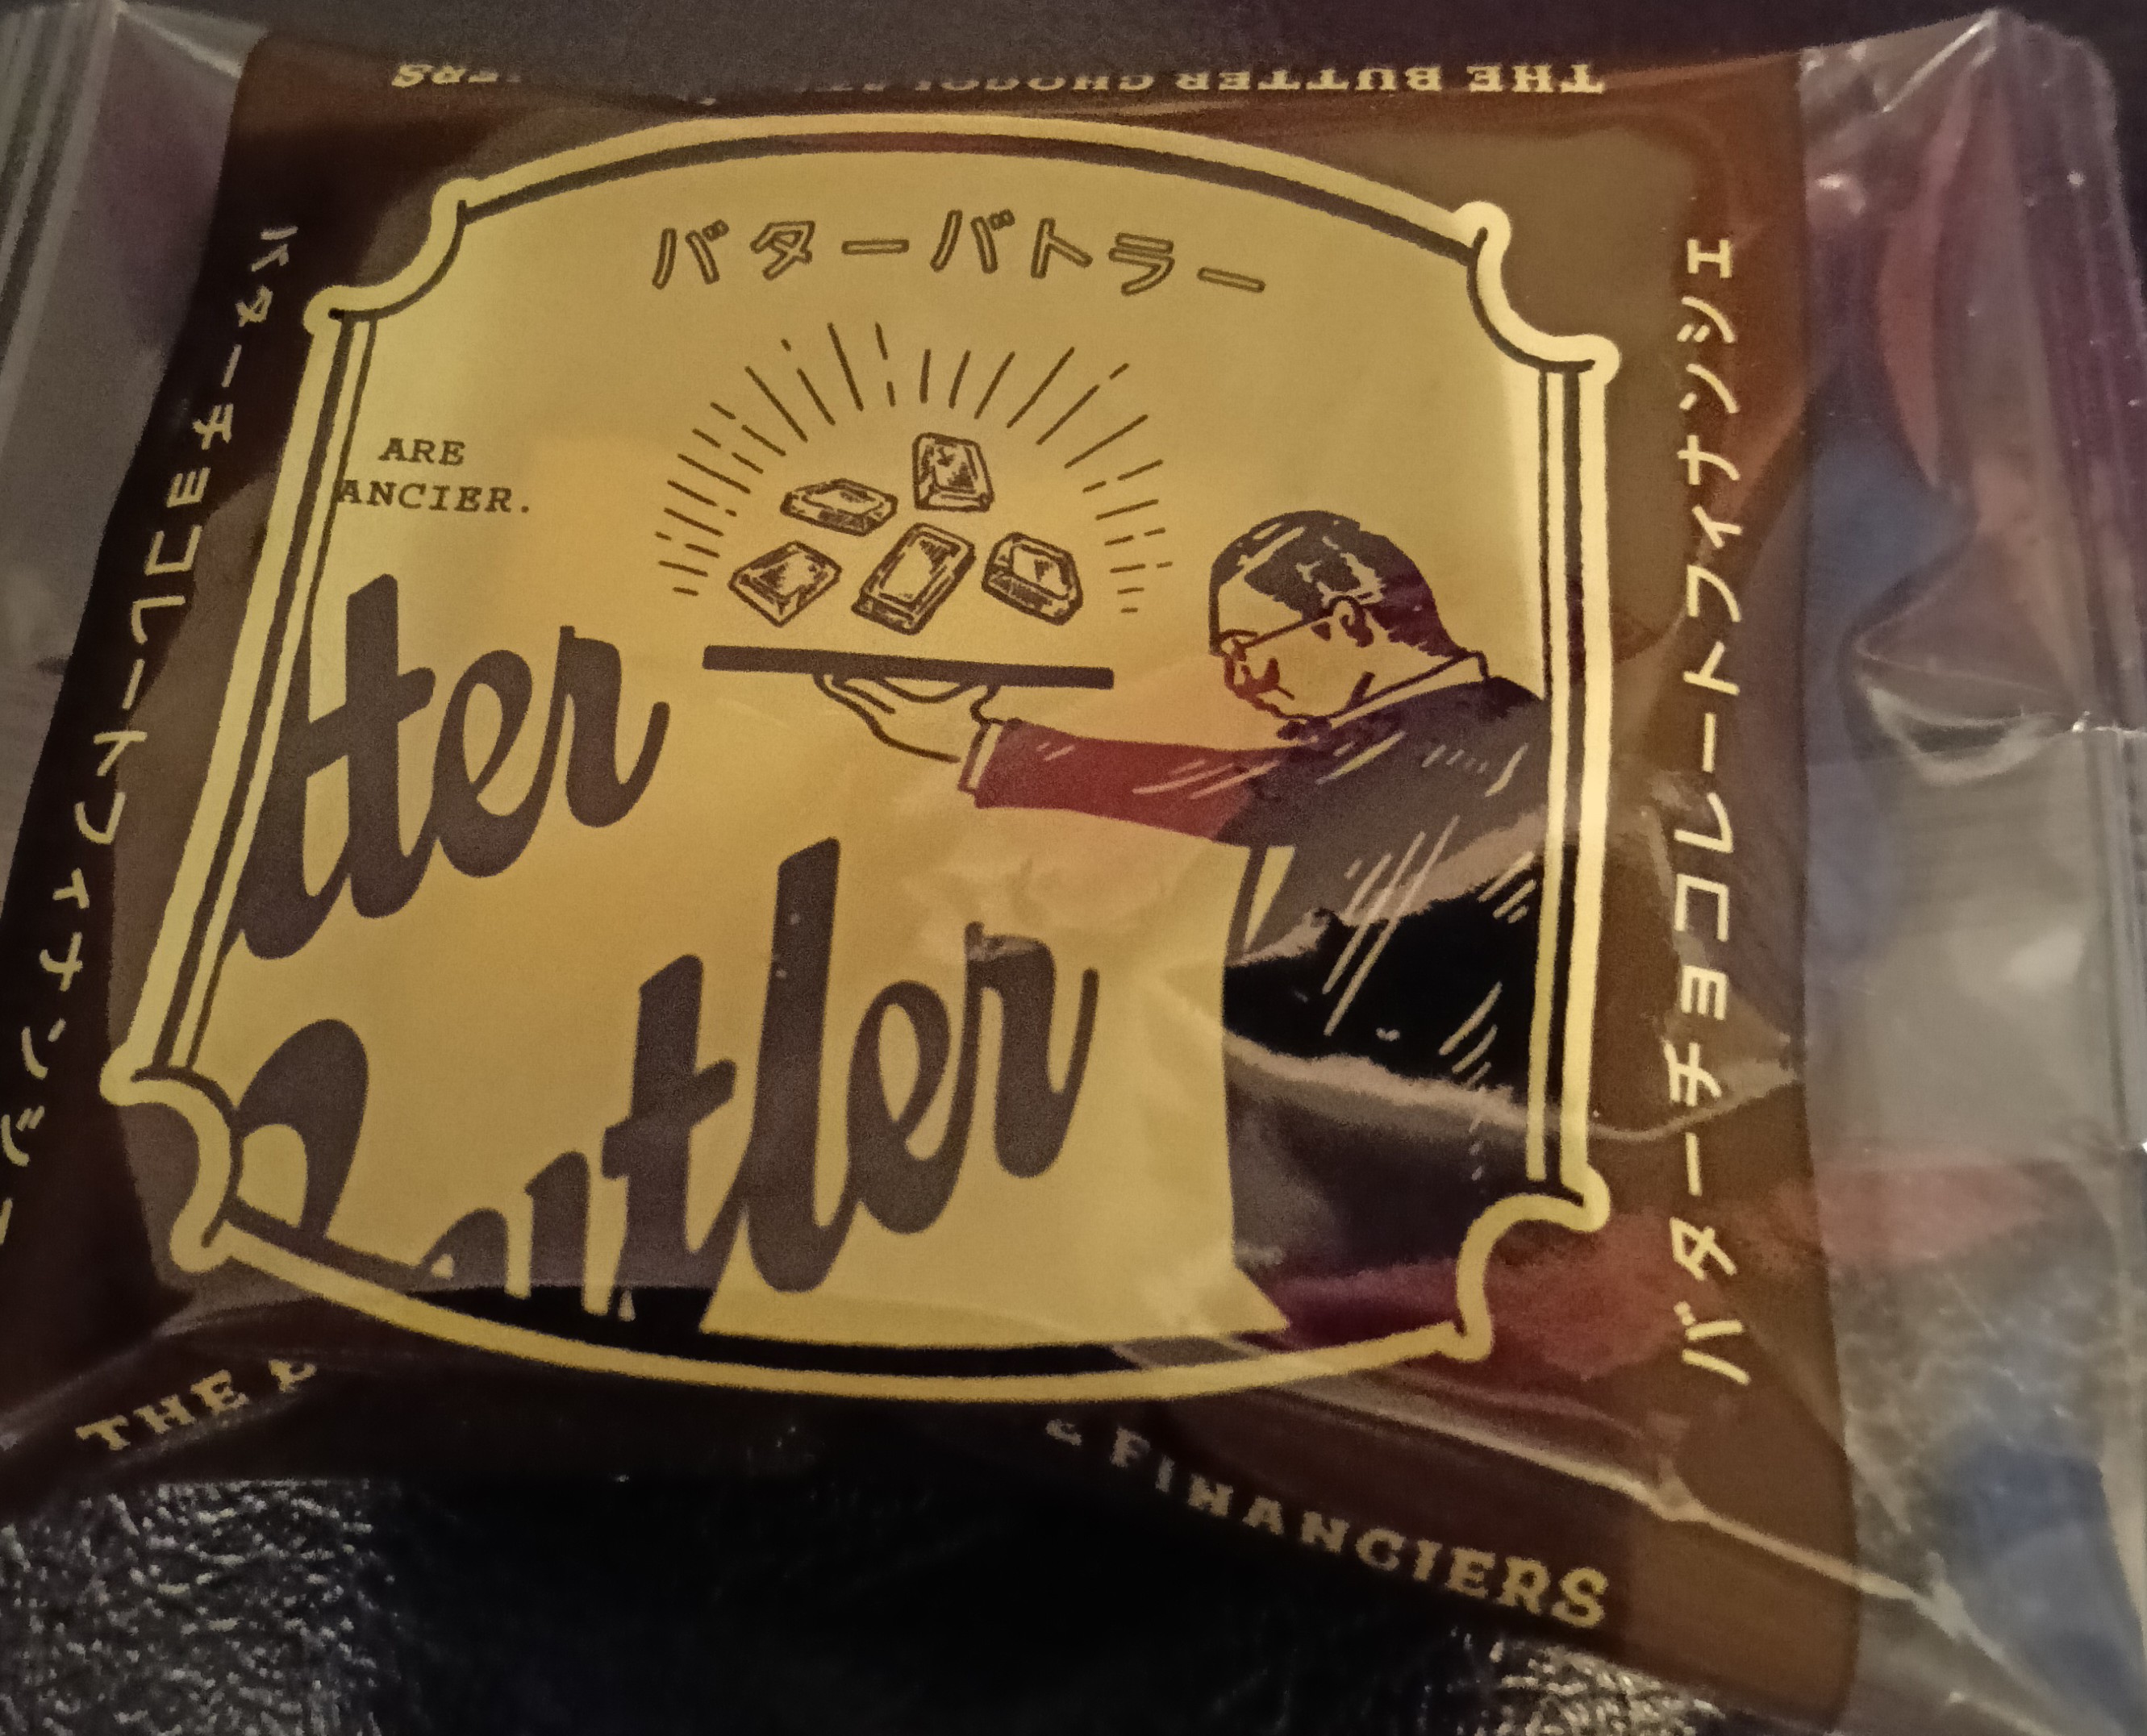 THE BUTTER CHOCOLATE
バターバトラー
ARE
ANCIER.
tter
Butler
バターチョコレートフィナンシェ
バターチョコレートフィナンシェ
THE
FINANCIERS